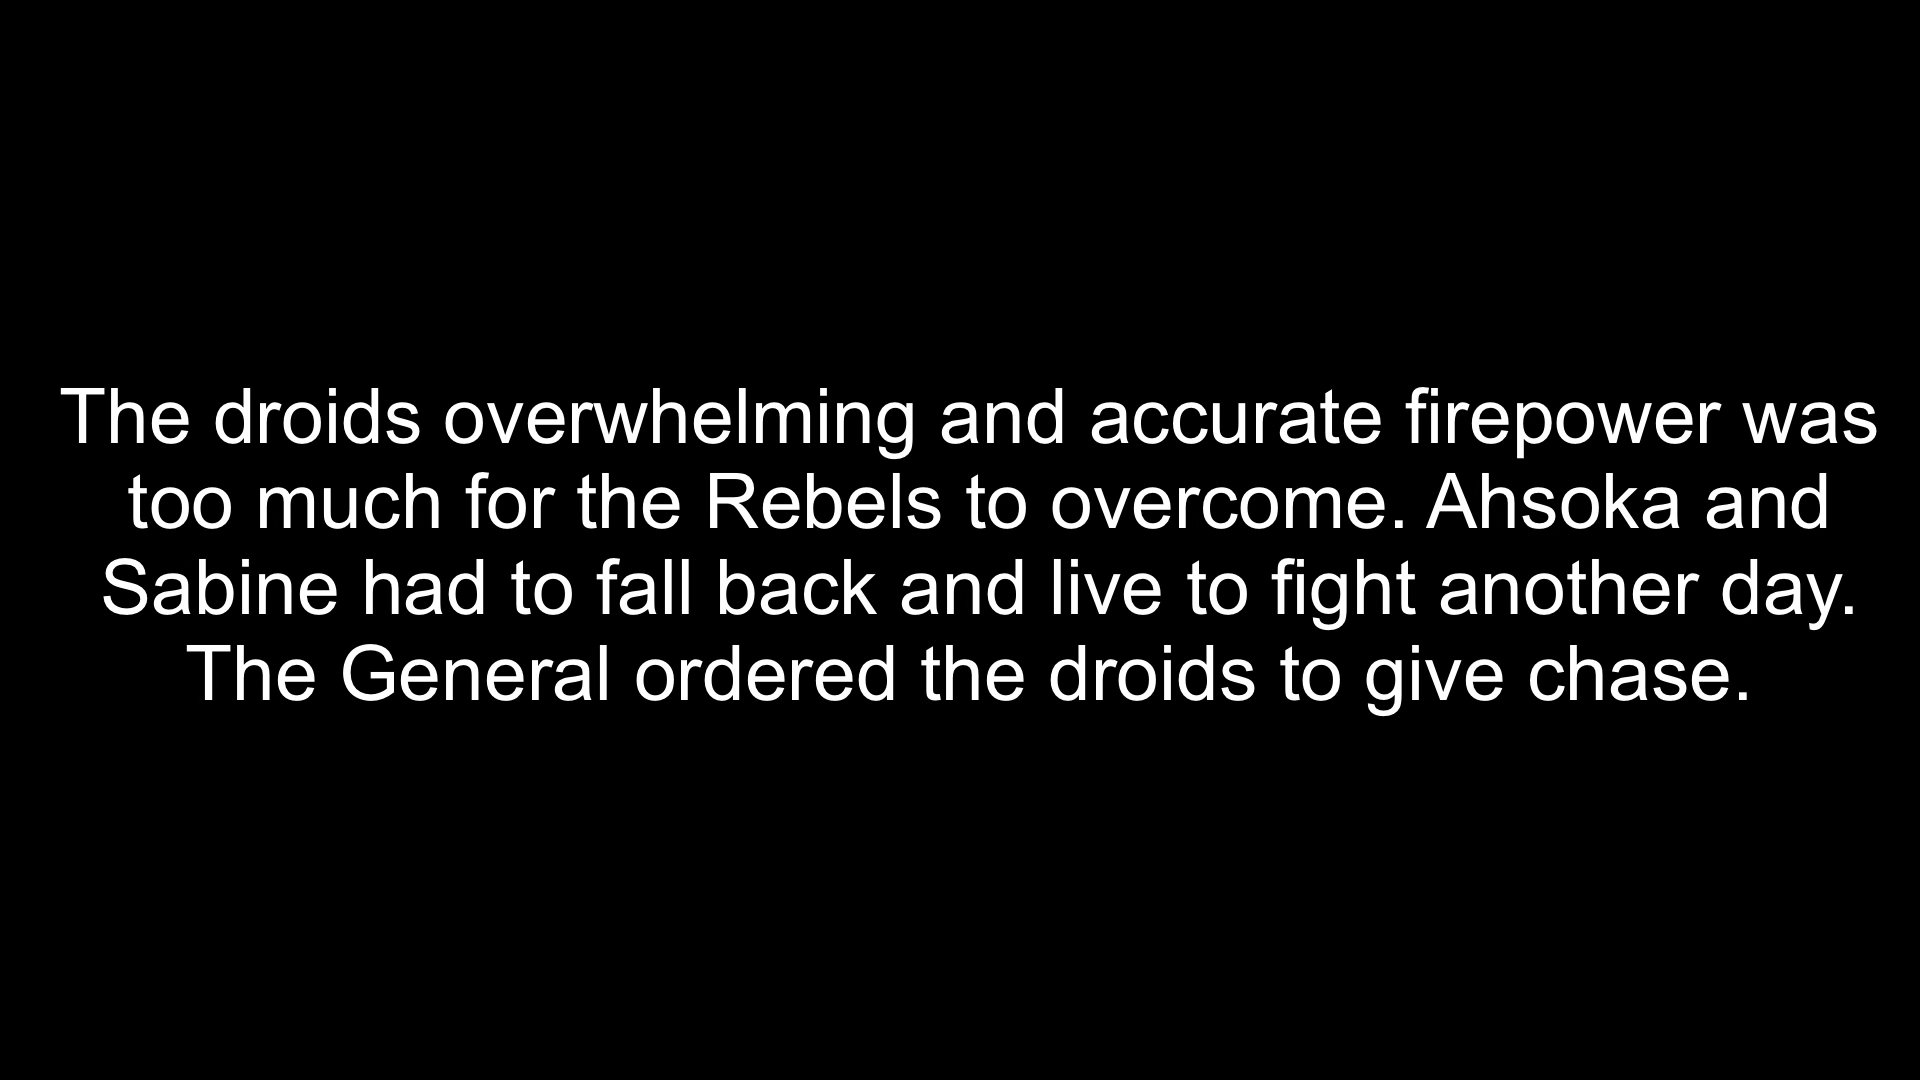 The droids overwhelming and accurate firepower was
too much for the Rebels to overcome. Ahsoka and
Sabine had to fall back and live to fight another day.
The General ordered the droids to give chase.